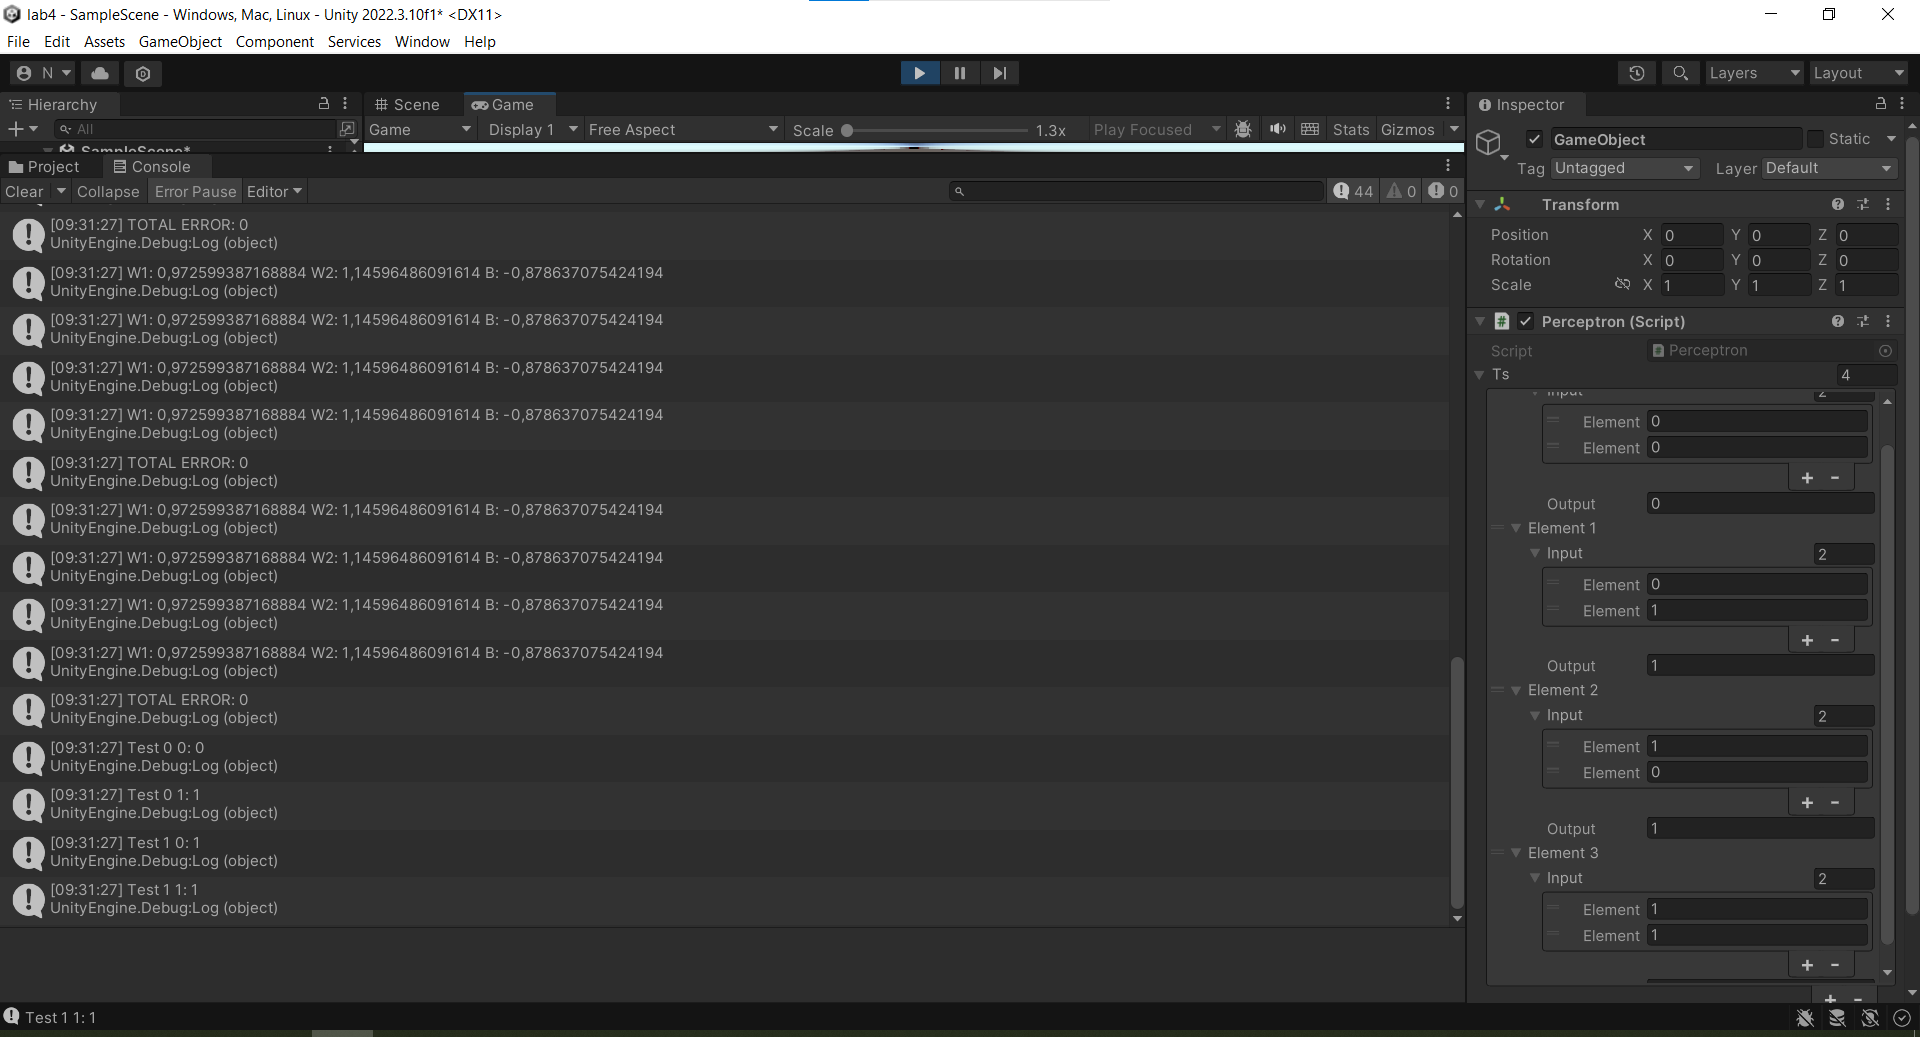 lab4 - SampleScene - Windows, Mac, Linux - Unity 2022.3.10f1* <DX11>
File Edit Assets GameObject Component Services Window Help
N Layers Layout
Hierarchy
All
SampleScene*
Scene Game
Game Display 1 Free Aspect Scale 1.3x Play Focused Stats Gizmos
Project Console
Clear Collapse Error Pause Editor 44 0 0
[09:31:27] TOTAL ERROR: 0
UnityEngine.Debug:Log (object)
[09:31:27] W1: 0,972599387168884 W2: 1,14596486091614 B: -0,878637075424194
UnityEngine.Debug:Log (object)
[09:31:27] W1: 0,972599387168884 W2: 1,14596486091614 B: -0,878637075424194
UnityEngine.Debug:Log (object)
[09:31:27] W1: 0,972599387168884 W2: 1,14596486091614 B: -0,878637075424194
UnityEngine.Debug:Log (object)
[09:31:27] W1: 0,972599387168884 W2: 1,14596486091614 B: -0,878637075424194
UnityEngine.Debug:Log (object)
[09:31:27] TOTAL ERROR: 0
UnityEngine.Debug:Log (object)
[09:31:27] W1: 0,972599387168884 W2: 1,14596486091614 B: -0,878637075424194
UnityEngine.Debug:Log (object)
[09:31:27] W1: 0,972599387168884 W2: 1,14596486091614 B: -0,878637075424194
UnityEngine.Debug:Log (object)
[09:31:27] W1: 0,972599387168884 W2: 1,14596486091614 B: -0,878637075424194
UnityEngine.Debug:Log (object)
[09:31:27] W1: 0,972599387168884 W2: 1,14596486091614 B: -0,878637075424194
UnityEngine.Debug:Log (object)
[09:31:27] TOTAL ERROR: 0
UnityEngine.Debug:Log (object)
[09:31:27] Test 0 0: 0
UnityEngine.Debug:Log (object)
[09:31:27] Test 0 1: 1
UnityEngine.Debug:Log (object)
[09:31:27] Test 1 0: 1
UnityEngine.Debug:Log (object)
[09:31:27] Test 1 1: 1
UnityEngine.Debug:Log (object)
Test 1 1: 1
Inspector
GameObject Static
Tag Untagged Layer Default
Transform
Position X 0 Y 0 Z 0
Rotation X 0 Y 0 Z 0
Scale X 1 Y 1 Z 1
Perceptron (Script)
Script Perceptron
Ts 4
Input 2
Element 0
Element 0
Output 0
Element 1
Input 2
Element 0
Element 1
Output 1
Element 2
Input 2
Element 1
Element 0
Output 1
Element 3
Input 2
Element 1
Element 1